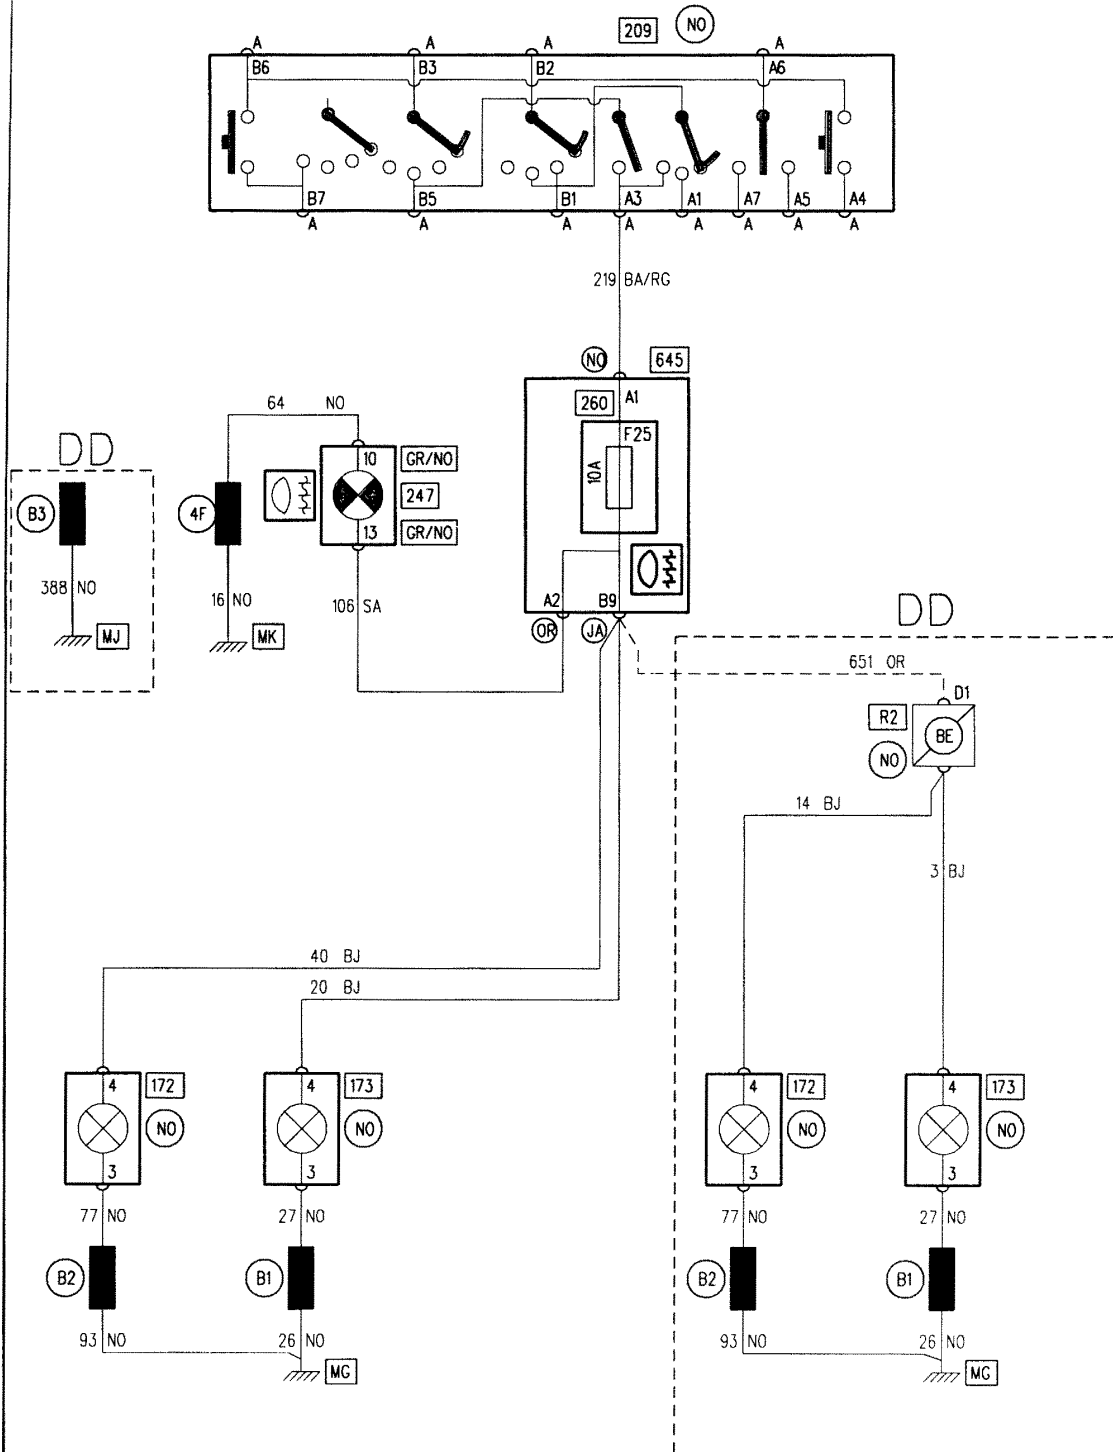 209 NO
A A A A
B6 B3 B2 A6
B7 B5 B1 A3 A1 A7 A5 A4
A A A A A A A A
219 BA/RG
NO 645
A1
260
F25
10A
A2 B9
OR JA
64 NO
10 GR/NO
247
13 GR/NO
4F
106 SA
16 NO
MK
DD
B3
388 NO
MJ
DD
651 OR
D1
R2
BE
NO
14 BJ
3 BJ
40 BJ
20 BJ
4 172
NO
3
77 NO
B2
93 NO
4 173
NO
3
27 NO
B1
26 NO
MG
4 172
NO
3
77 NO
B2
93 NO
4 173
NO
3
27 NO
B1
26 NO
MG